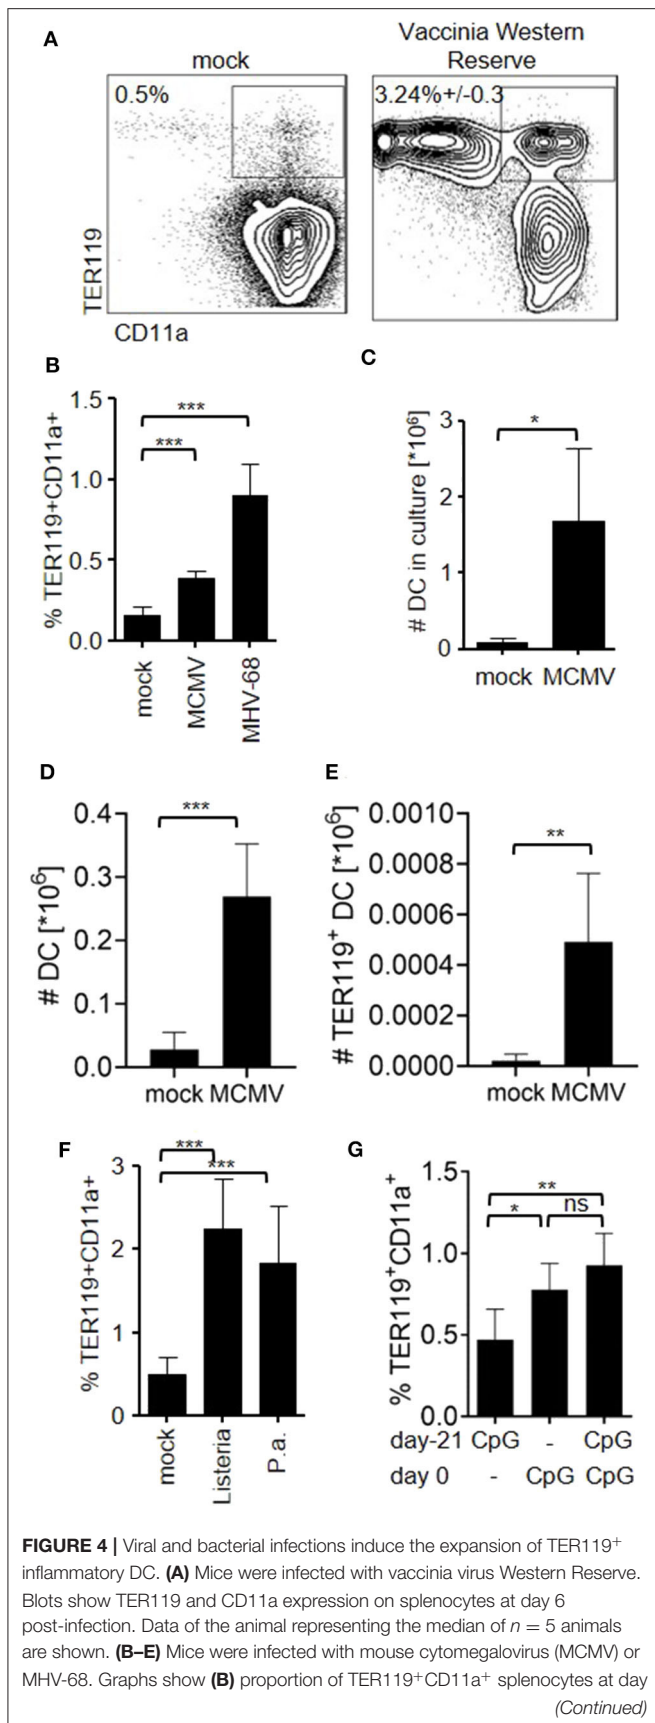 A
mock
Vaccinia Western
Reserve
0.5%
3.24%+/-0.3
TER119
CD11a
B
% TER119+CD11a+
1.5
1.0
0.5
0.0
***
***
mock
MCMV
MHV-68
C
# DC in culture [*10⁶]
3
2
1
0
*
mock MCMV
D
# DC [*10⁶]
0.4
0.3
0.2
0.1
0.0
***
mock MCMV
E
# TER119⁺ DC [*10⁶]
0.0010
0.0008
0.0006
0.0004
0.0002
0.0000
**
mock MCMV
F
% TER119+CD11a+
3
2
1
0
***
***
mock
Listeria
P.a.
G
% TER119⁺CD11a⁺
1.5
1.0
0.5
0.0
**
* ns
day-21 CpG - CpG
day 0 - CpG CpG
FIGURE 4 | Viral and bacterial infections induce the expansion of TER119⁺
inflammatory DC. (A) Mice were infected with vaccinia virus Western Reserve.
Blots show TER119 and CD11a expression on splenocytes at day 6
post-infection. Data of the animal representing the median of n = 5 animals
are shown. (B–E) Mice were infected with mouse cytomegalovirus (MCMV) or
MHV-68. Graphs show (B) proportion of TER119⁺CD11a⁺ splenocytes at day
(Continued)